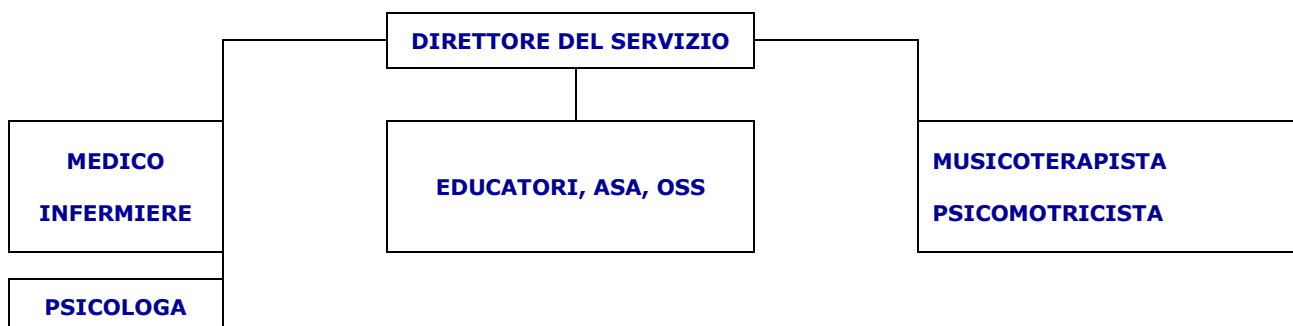 DIRETTORE DEL SERVIZIO
MEDICO
INFERMIERE
EDUCATORI, ASA, OSS
MUSICOTERAPISTA
PSICOMOTRICISTA
PSICOLOGA